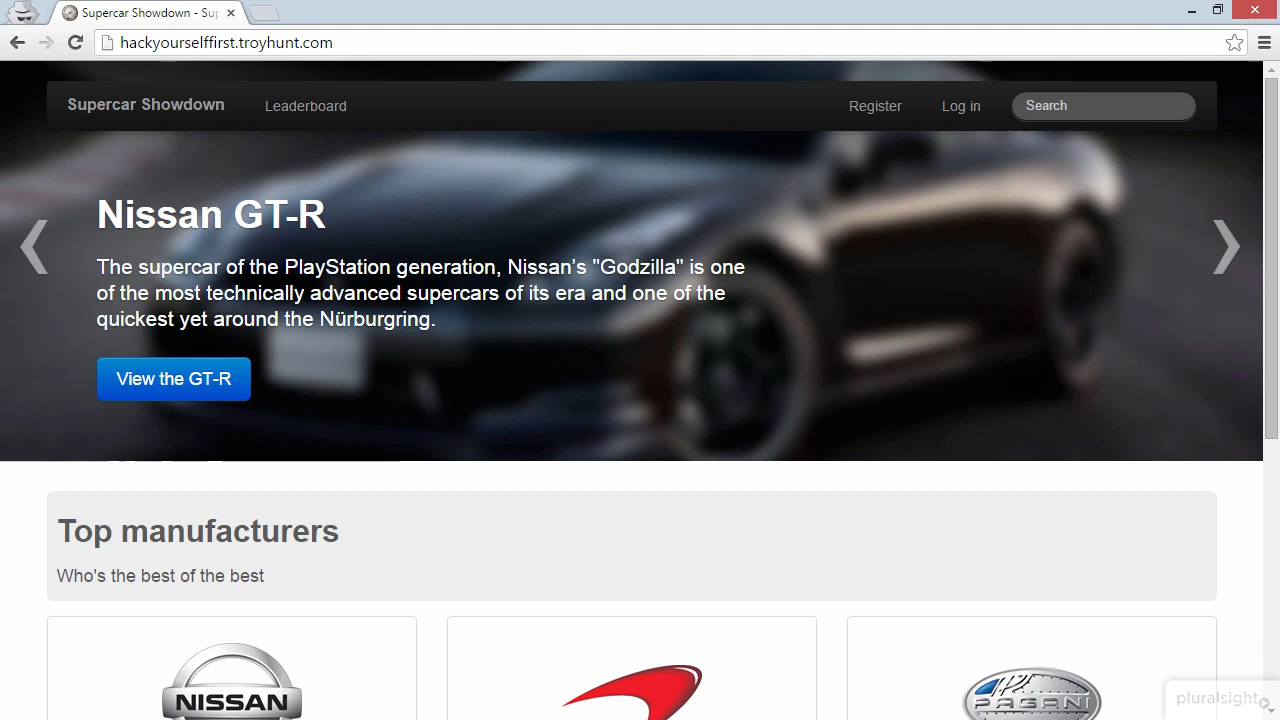 Supercar Showdown - Sup
hackyourselffirst.troyhunt.com
Supercar Showdown
Leaderboard
Register
Log in
Search
Nissan GT-R
The supercar of the PlayStation generation, Nissan’s "Godzilla" is one
of the most technically advanced supercars of its era and one of the
quickest yet around the Nürburgring.
View the GT-R
Top manufacturers
Who's the best of the best
NISSAN
PAGANI
pluralsight